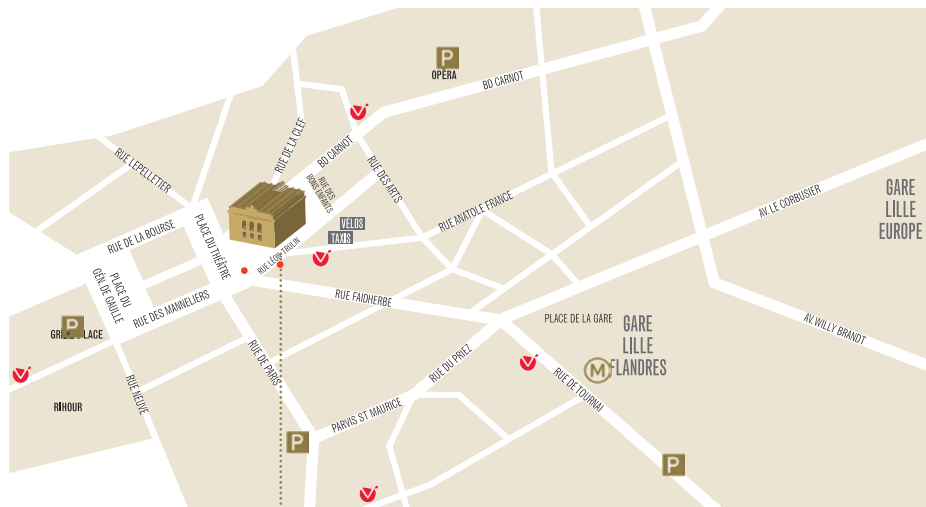 P
OPÉRA
BD CARNOT
RUE DE LA CLEF
BD CARNOT
RUE LEPELLETIER
RUE DES ARTS
RUE DES
BONS ENFANTS
GARE
LILLE
EUROPE
AV. LE CORBUSIER
RUE ANATOLE FRANCE
VELOS
TAXIS
PLACE DU THÉÂTRE
RUE DE LA BOURSE
RUE LÉON TRULIN
PLACE DU
GÉN. DE GAULLE
RUE DES MANNELIERS
RUE FAIDHERBE
PLACE DE LA GARE
GARE
LILLE
FLANDRES
M
AV WILLY BRANDT
P
RUE DE PARIS
RUE DU PRIEZ
RUE DE TOURNAI
RUE NEUVE
RIHOUR
PARVIS ST MAURICE
P
P